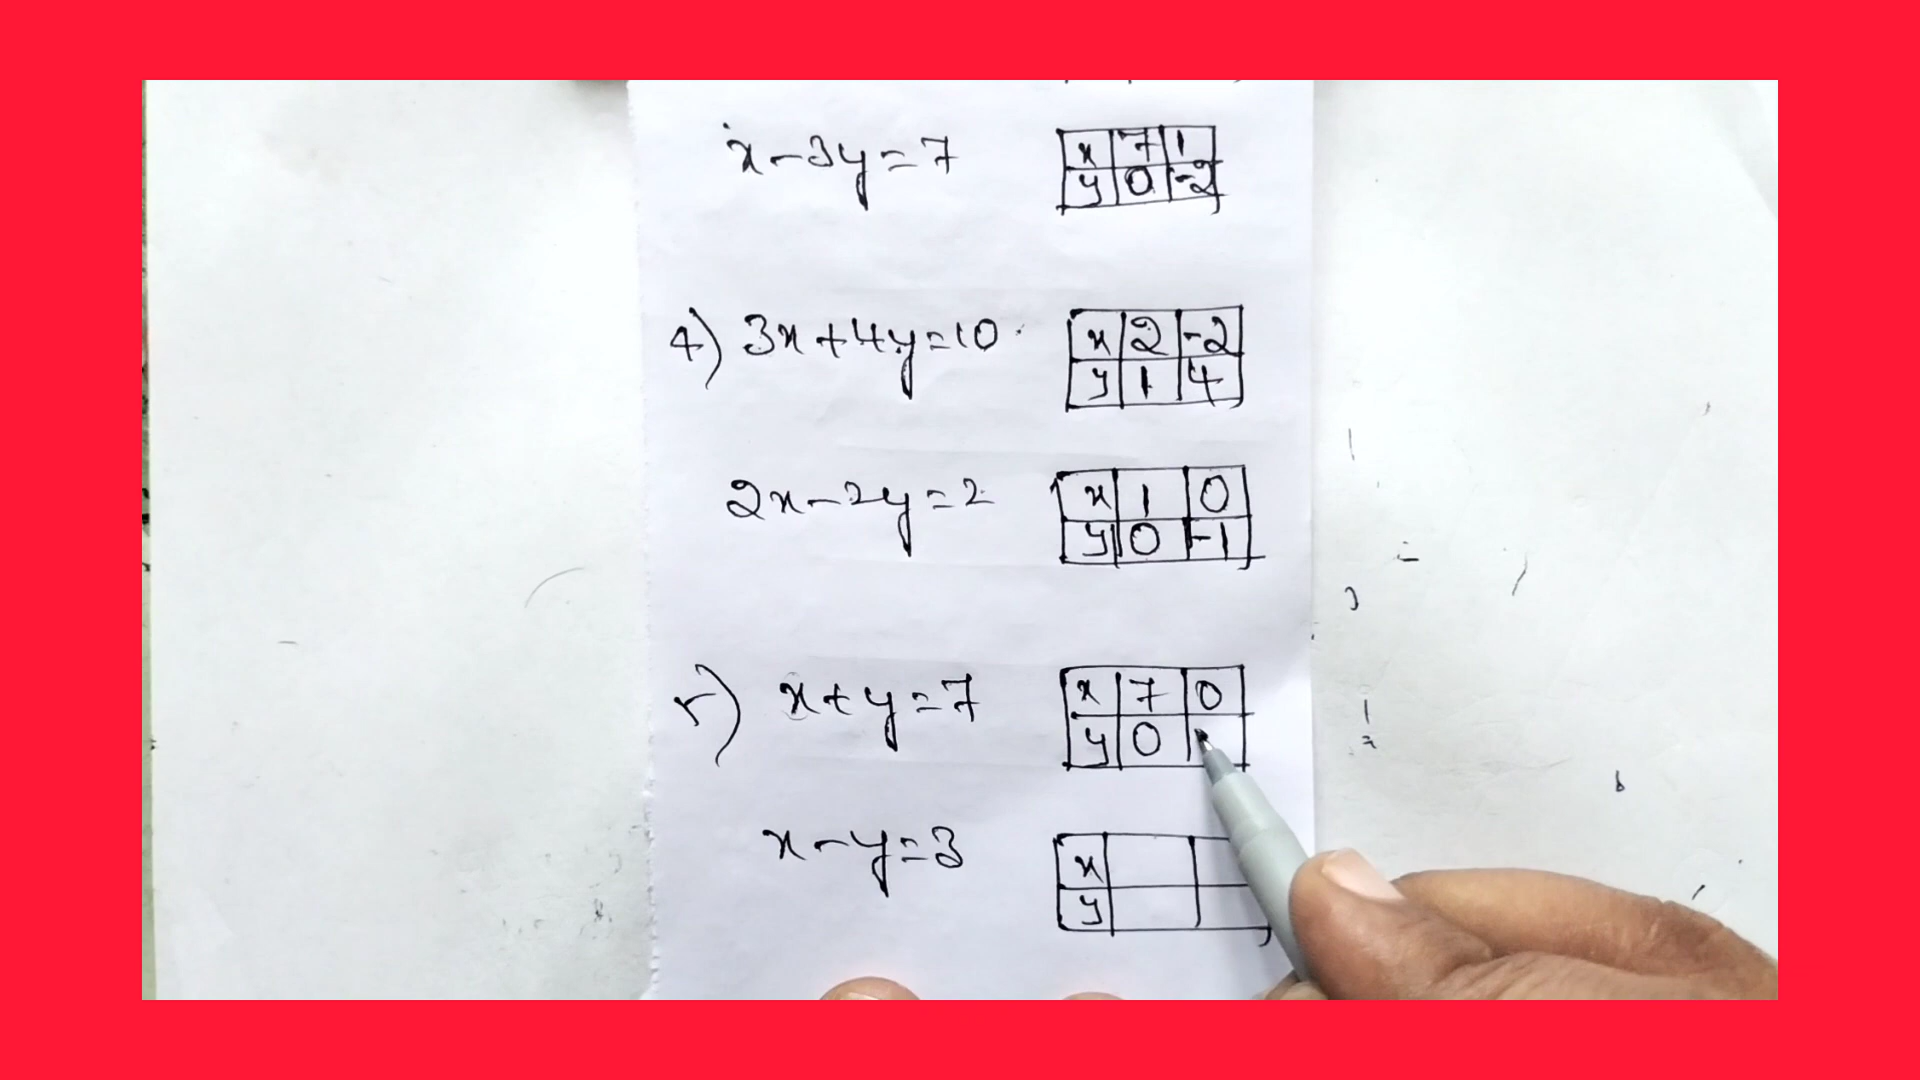 x-3y=7
x 7 1
y 0 -2
4) 3x+4y=10
x 2 -2
y 1 4
2x-2y=2
x 1 0
y 0 -1
5) x+y=7
x 7 0
y 0
x-y=3
x
y